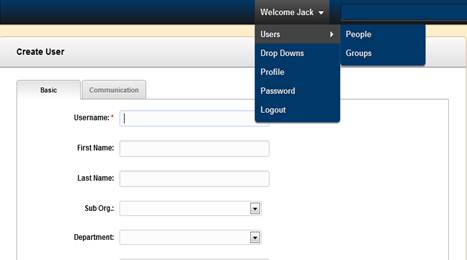 Welcome Jack
Users
People
Drop Downs
Groups
Profile
Password
Logout
Create User
Basic
Communication
Username: *
First Name:
Last Name:
Sub Org.:
Department: